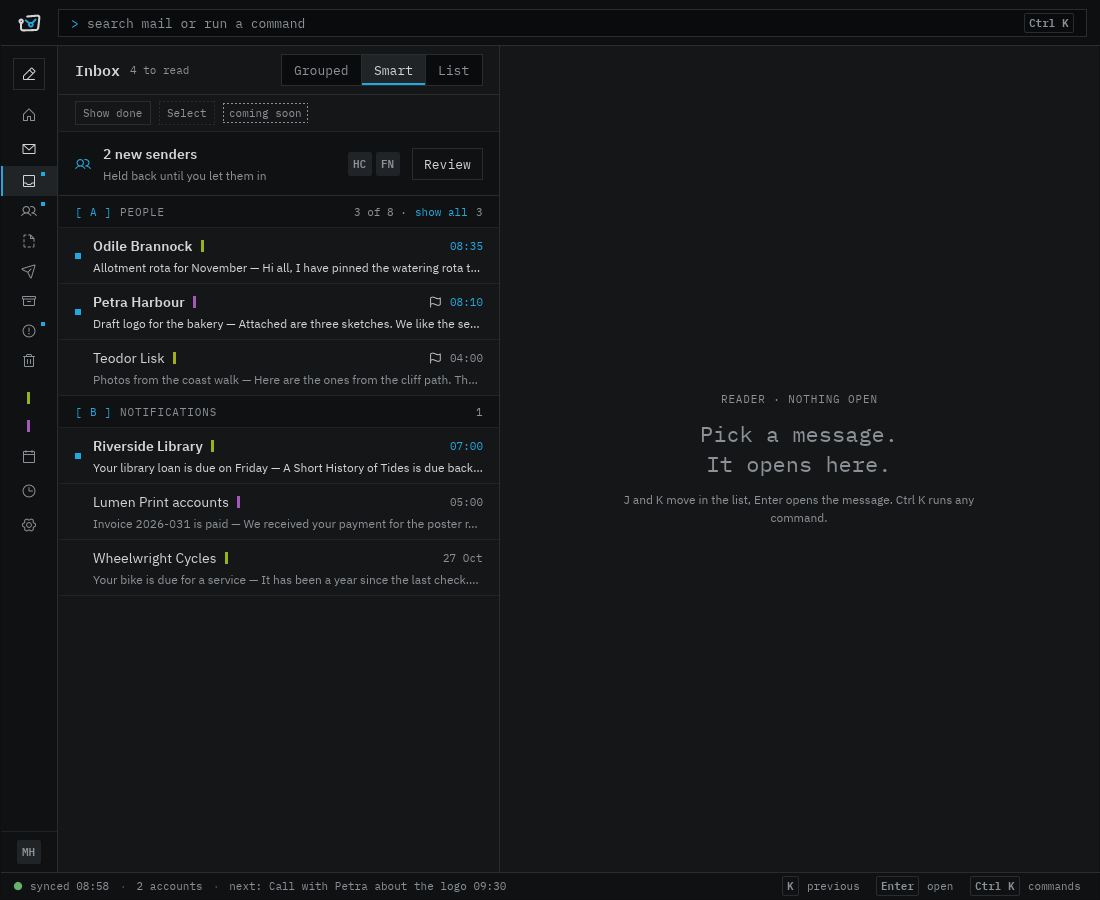 > search mail or run a command Ctrl K
Inbox 4 to read Grouped Smart List
Show done Select coming soon
2 new senders
Held back until you let them in
HC FN Review
[ A ] PEOPLE 3 of 8 · show all 3
Odile Brannock 08:35
Allotment rota for November — Hi all, I have pinned the watering rota t…
Petra Harbour 08:10
Draft logo for the bakery — Attached are three sketches. We like the se…
Teodor Lisk 04:00
Photos from the coast walk — Here are the ones from the cliff path. Th…
[ B ] NOTIFICATIONS 1
Riverside Library 07:00
Your library loan is due on Friday — A Short History of Tides is due back…
Lumen Print accounts 05:00
Invoice 2026-031 is paid — We received your payment for the poster r…
Wheelwright Cycles 27 Oct
Your bike is due for a service — It has been a year since the last check.…
READER · NOTHING OPEN
Pick a message.
It opens here.
J and K move in the list, Enter opens the message. Ctrl K runs any
command.
MH
synced 08:58 · 2 accounts · next: Call with Petra about the logo 09:30
K previous Enter open Ctrl K commands